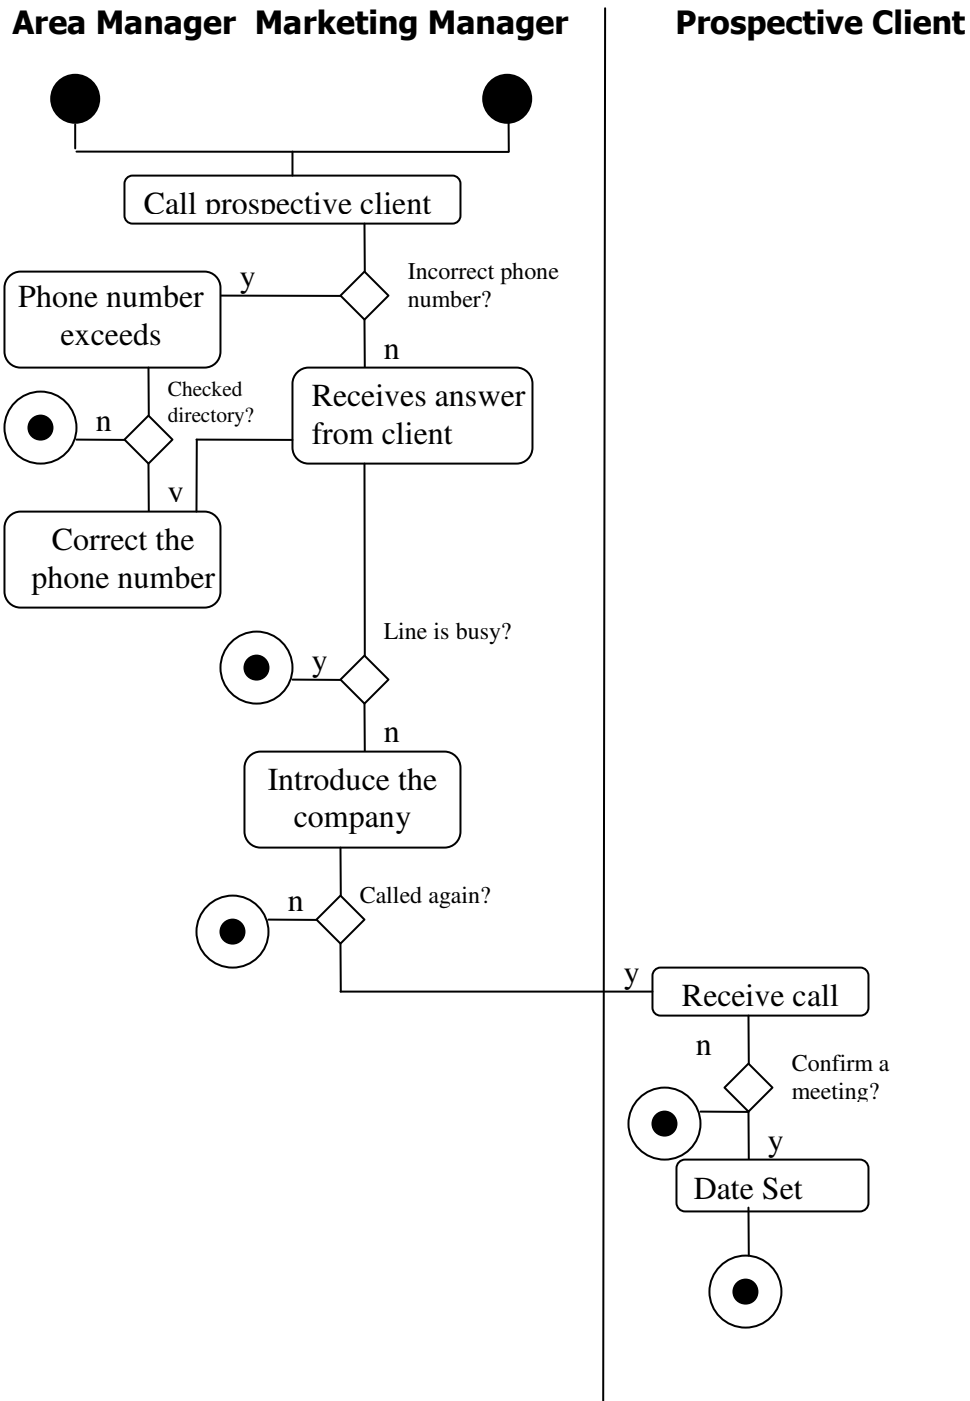 Area Manager Marketing Manager Prospective Client
Call prospective client
Incorrect phone
number?
y
Phone number
exceeds
n
Checked
directory?
n
Receives answer
from client
v
Correct the
phone number
Line is busy?
y
n
Introduce the
company
Called again?
n
y
Receive call
n
Confirm a
meeting?
y
Date Set